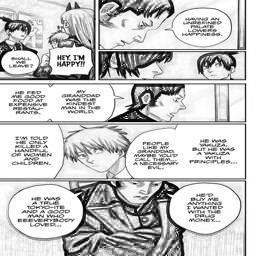 HAVING AN
UNREFINED
PALATE
LOWERS
HAPPINESS.
HEY, I'M
HAPPY!!
SHALL
WE
LEAVE?
MY
GRANDDAD
WAS THE
KINDEST
MAN IN
THE WORLD.
HE FED ME
GOOD
FOOD AT
EXPENSIVE
RESTAU-
RANTS.
HE WAS
YAKUZA.
BUT HE WAS
A YAKUZA
WITH
PRINCIPLES...
PEOPLE
LIKE MY
GRANDDAD,
MAYBE YOU'D
CALL THEM...
A
NECESSARY
EVIL.
I'M TOLD
HE ONLY
KILLED A
HANDFUL OF
WOMEN AND
CHILDREN.
HE'D
BUY ME
ANYTHING
I WANTED
WITH THE
DRUG
MONEY...
HE WAS
A TRUE
TOKYO-ITE
AND A GOOD
MAN WHO
EEEVERYBODY
LOVED...